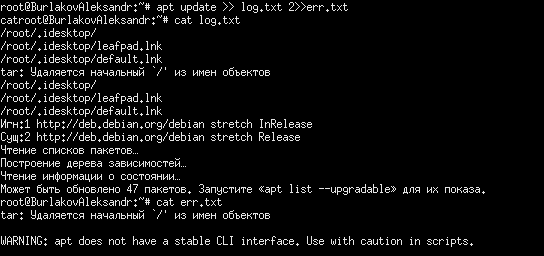 root@BurlakovAleksandr:~# apt update >> log.txt 2>>err.txt
catroot@BurlakovAleksandr:~# cat log.txt
/root/.idesktop/
/root/.idesktop/leafpad.lnk
/root/.idesktop/default.lnk
tar: Удаляется начальный `/' из имен объектов
/root/.idesktop/
/root/.idesktop/leafpad.lnk
/root/.idesktop/default.lnk
Игн:1 http://deb.debian.org/debian stretch InRelease
Сущ:2 http://deb.debian.org/debian stretch Release
Чтение списков пакетов…
Построение дерева зависимостей…
Чтение информации о состоянии…
Может быть обновлено 47 пакетов. Запустите «apt list --upgradable» для их показа.
root@BurlakovAleksandr:~# cat err.txt
tar: Удаляется начальный `/' из имен объектов
WARNING: apt does not have a stable CLI interface. Use with caution in scripts.